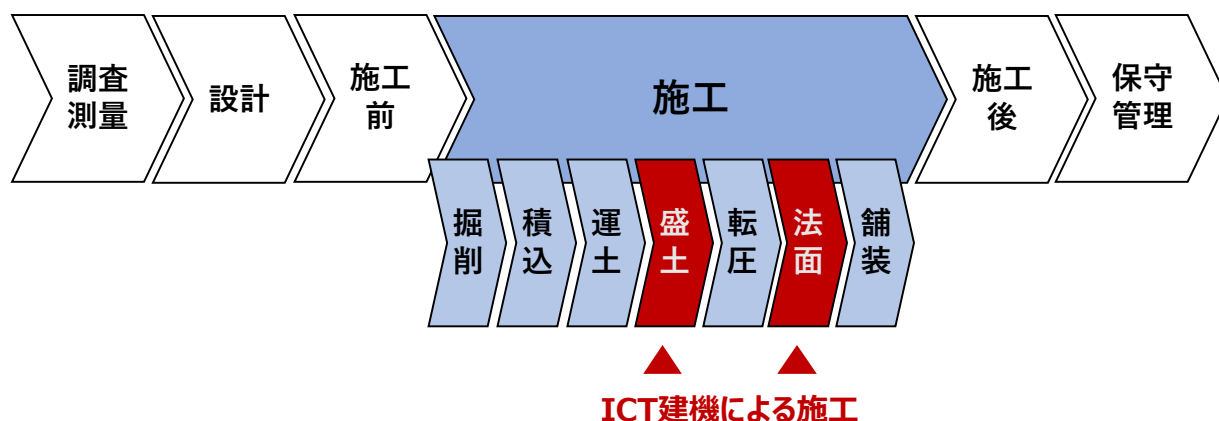 調査
測量
設計
施工
前
施工
施工
後
保守
管理
掘
削
積
込
運
土
盛
土
転
圧
法
面
舗
装
ICT建機による施工